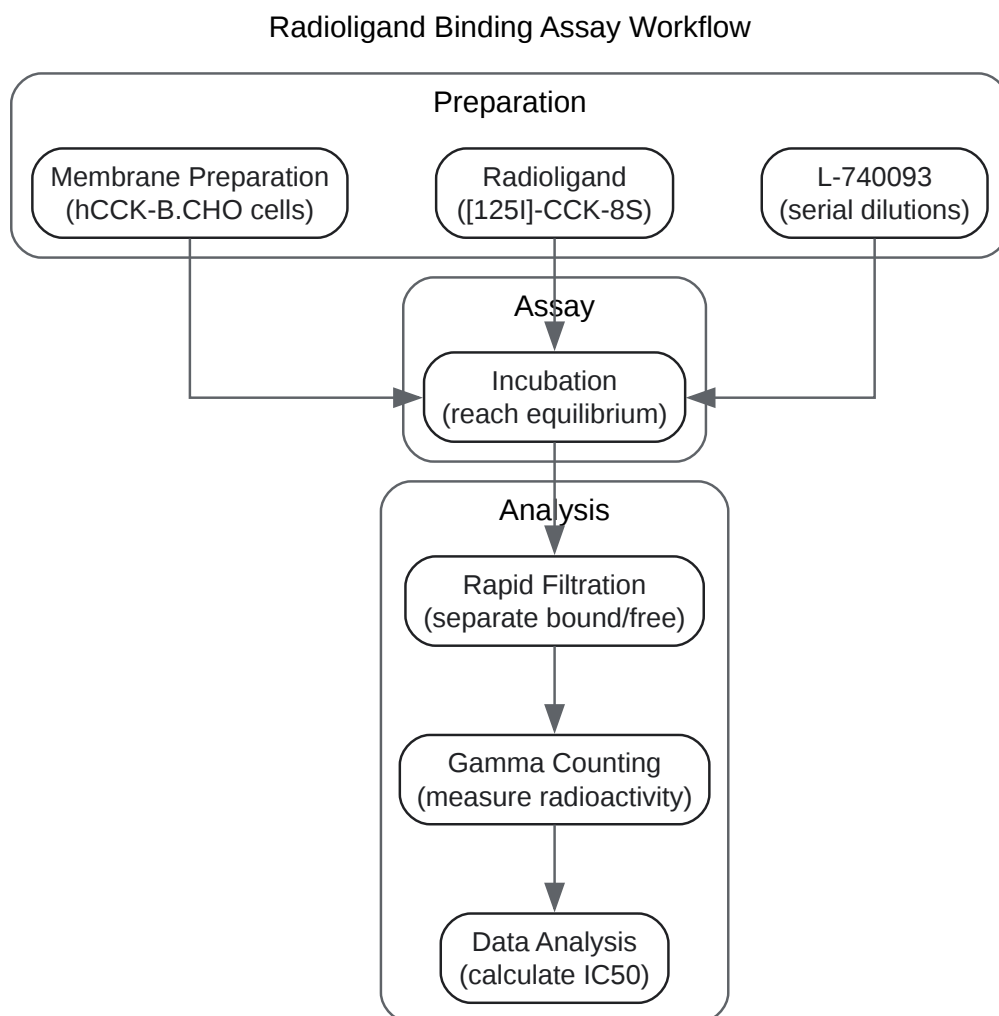 Radioligand Binding Assay Workflow
Preparation
Membrane Preparation
(hCCK-B.CHO cells)
Radioligand
([125I]-CCK-8S)
L-740093
(serial dilutions)
Assay
Incubation
(reach equilibrium)
Analysis
Rapid Filtration
(separate bound/free)
Gamma Counting
(measure radioactivity)
Data Analysis
(calculate IC50)